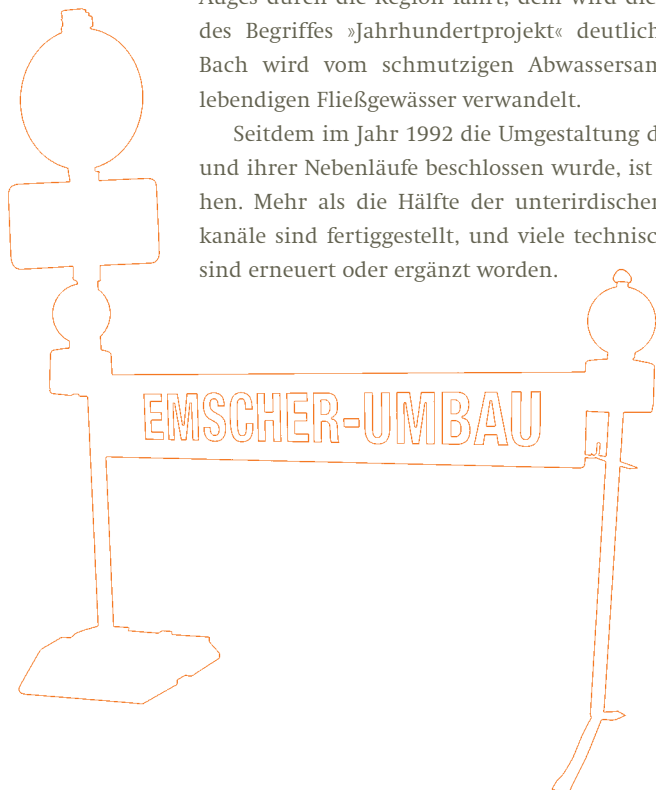 Auges durch die Region fährt, dem wird die
des Begriffes »Jahrhundertprojekt« deutlich
Bach wird vom schmutzigen Abwassersam
lebendigen Fließgewässer verwandelt.
Seitdem im Jahr 1992 die Umgestaltung d
und ihrer Nebenläufe beschlossen wurde, ist
hen. Mehr als die Hälfte der unterirdischen
kanäle sind fertiggestellt, und viele technisc
sind erneuert oder ergänzt worden.
EMSCHER-UMBAU